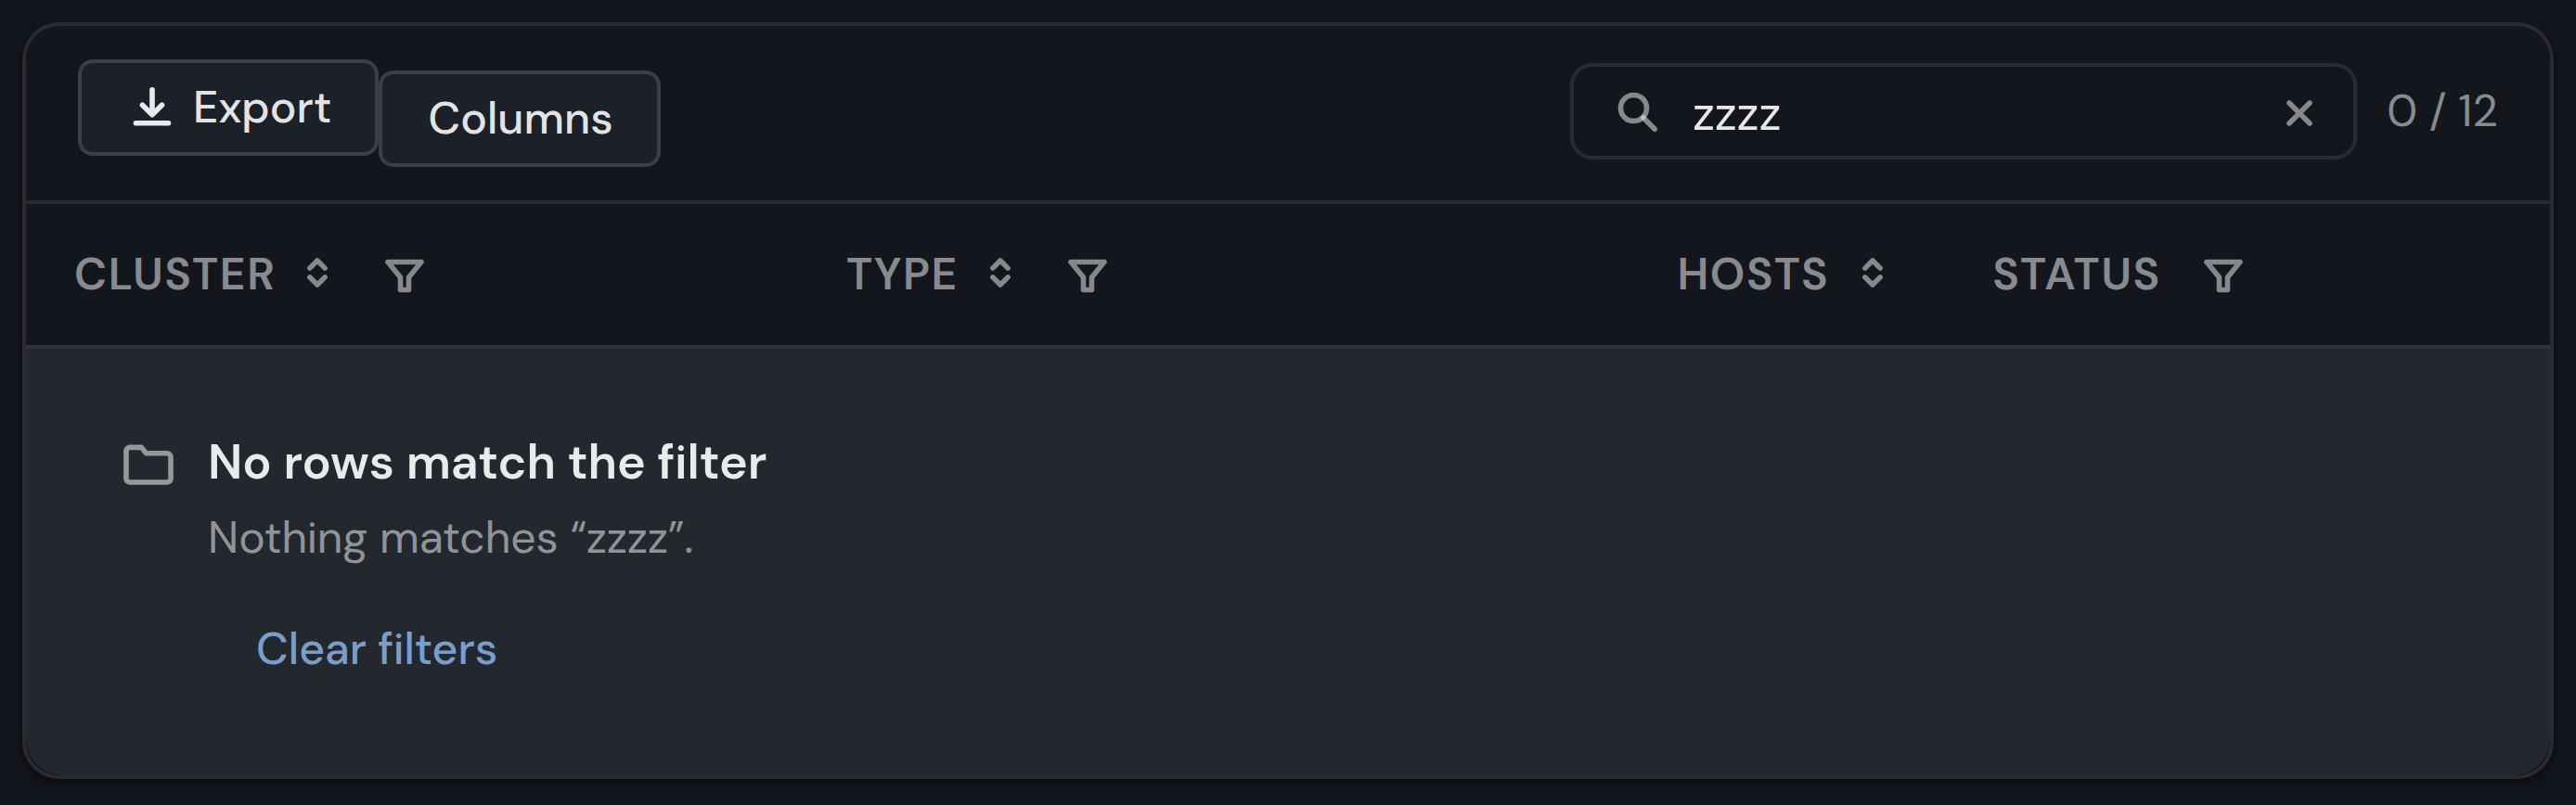 Export Columns zzzz 0 / 12
CLUSTER TYPE HOSTS STATUS
No rows match the filter
Nothing matches “zzzz”.
Clear filters